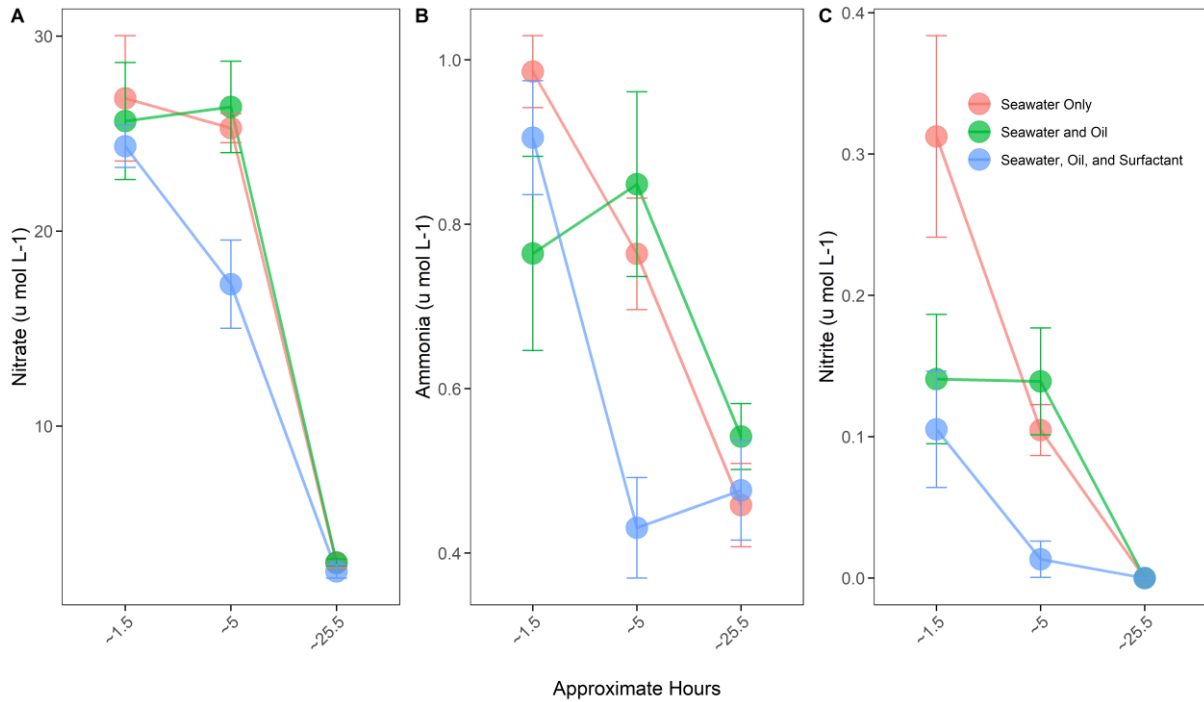 A
Nitrate (u mol L-1)
30
20
10
~1.5
~5
~25.5
B
Ammonia (u mol L-1)
1.0
0.8
0.6
0.4
~1.5
~5
~25.5
C
Nitrite (u mol L-1)
0.4
0.3
0.2
0.1
0.0
~1.5
~5
~25.5
Seawater Only
Seawater and Oil
Seawater, Oil, and Surfactant
Approximate Hours